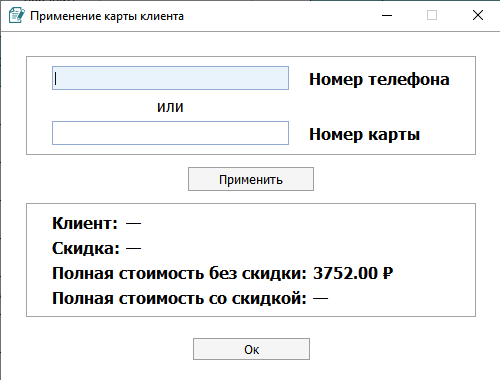 Применение карты клиента
Номер телефона
или
Номер карты
Применить
Клиент: —
Скидка: —
Полная стоимость без скидки: 3752.00 ₽
Полная стоимость со скидкой: —
Ок